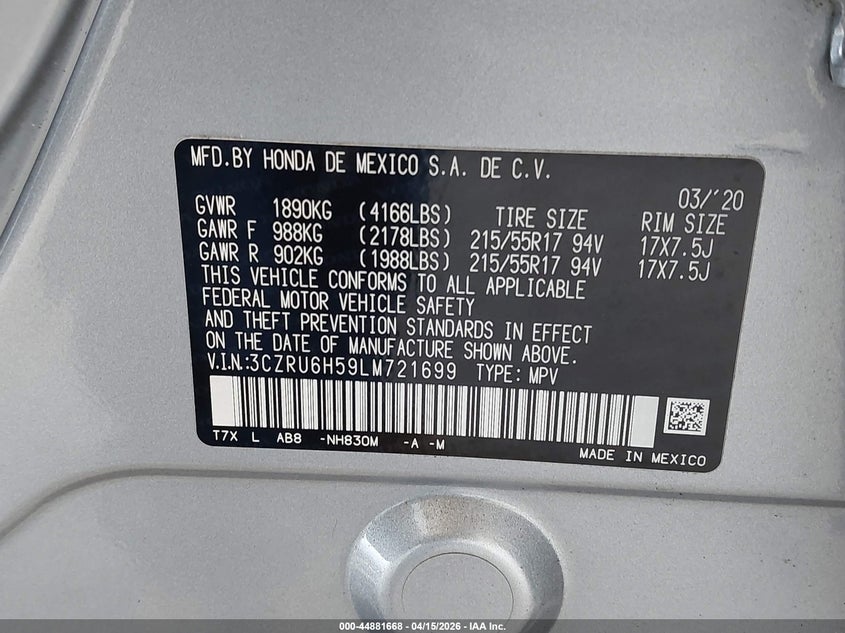 MFD.BY HONDA DE MEXICO S.A. DE C.V.
03/'20
GVWR 1890KG (4166LBS) TIRE SIZE RIM SIZE
GAWR F 988KG (2178LBS) 215/55R17 94V 17X7.5J
GAWR R 902KG (1988LBS) 215/55R17 94V 17X7.5J
THIS VEHICLE CONFORMS TO ALL APPLICABLE
FEDERAL MOTOR VEHICLE SAFETY
AND THEFT PREVENTION STANDARDS IN EFFECT
ON THE DATE OF MANUFACTURE SHOWN ABOVE.
V.I.N:3CZRU6H59LM721699 TYPE: MPV
T7X L AB8 -NH830M -A -M
MADE IN MEXICO
000-44881668 - 04/15/2026 - IAA Inc.